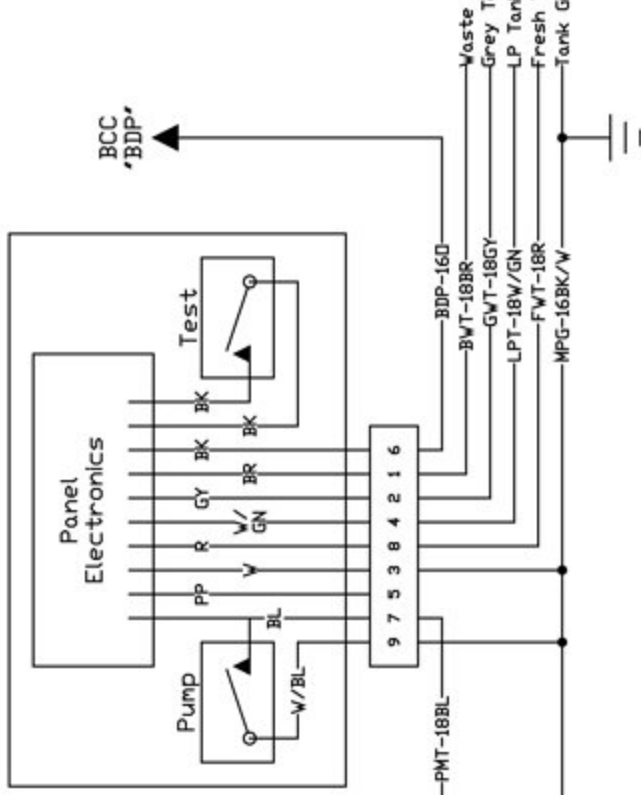 BCC
'BDP'
Test
Panel
Electronics
Pump
BK
BK
BK
BR
GY
W/
GN
R
W
PP
BL
W/BL
6
1
2
4
8
3
5
7
9
BDP-16O
BWT-18BR
GWT-18GY
LPT-18W/GN
FWT-18R
MPG-16BK/W
PMT-18BL
Waste
Grey T
LP Tan
Fresh
Tank G